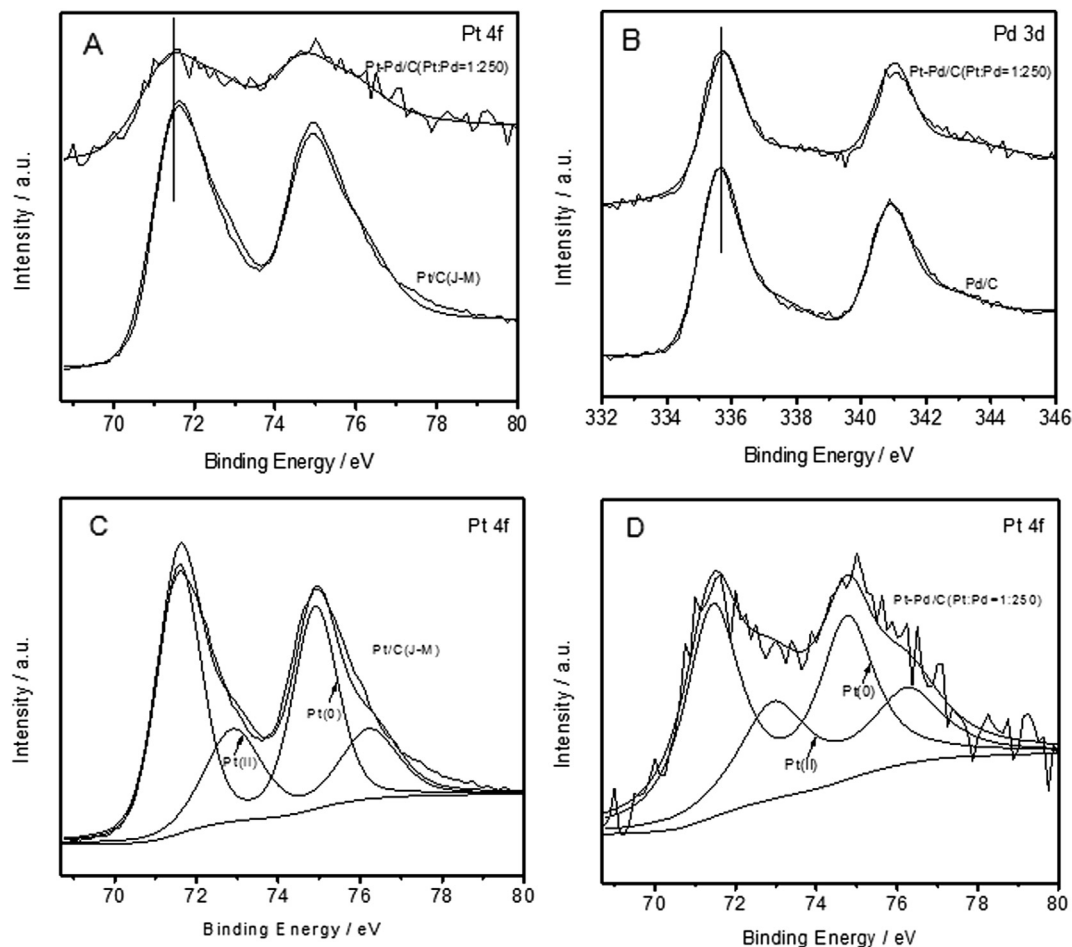 A
Pt 4f
Pt-Pd/C(Pt:Pd=1:250)
Pt/C(J-M)
Intensity / a.u.
70 72 74 76 78 80
Binding Energy / eV
B
Pd 3d
Pt-Pd/C(Pt:Pd=1:250)
Pd/C
Intensity / a.u.
332 334 336 338 340 342 344 346
Binding Energy / eV
C
Pt 4f
Pt/C(J-M)
Pt(0)
Pt(II)
Intensity / a.u.
70 72 74 76 78 80
Binding Energy / eV
D
Pt 4f
Pt-Pd/C(Pt:Pd=1:250)
Pt(0)
Pt(II)
Intensity / a.u.
70 72 74 76 78 80
Binding Energy / eV